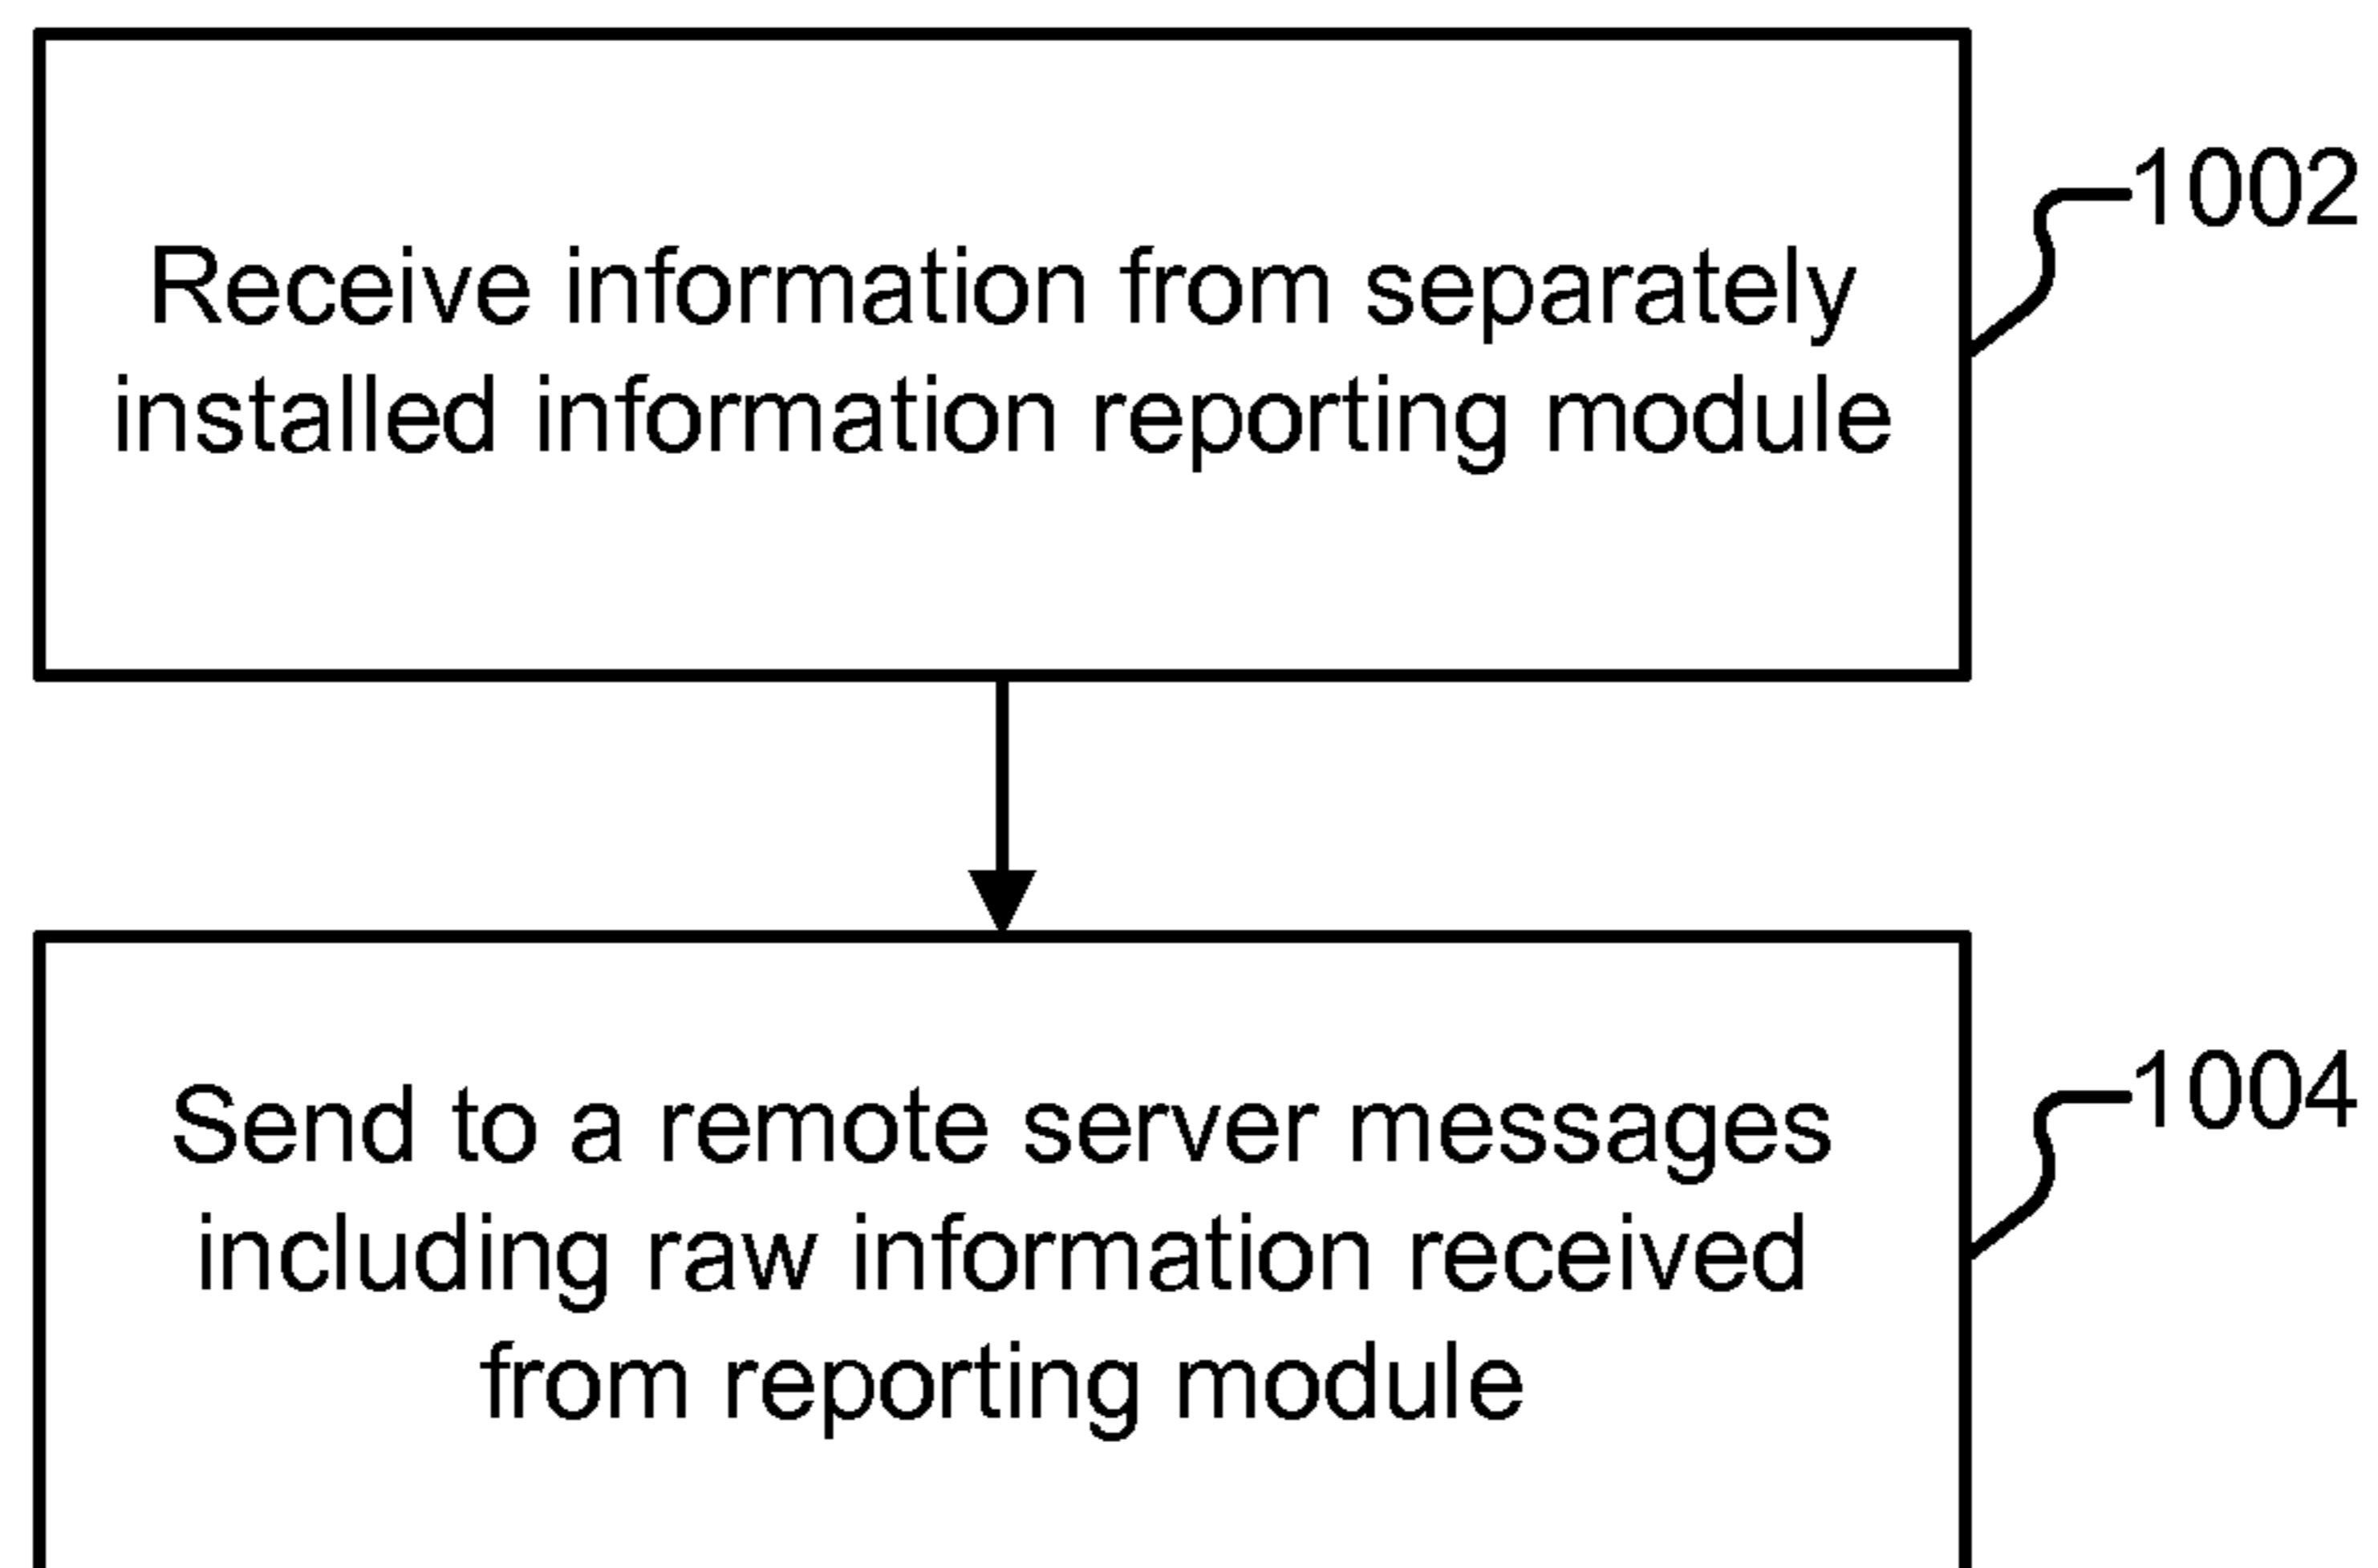 1002
Receive information from separately
installed information reporting module
1004
Send to a remote server messages
including raw information received
from reporting module